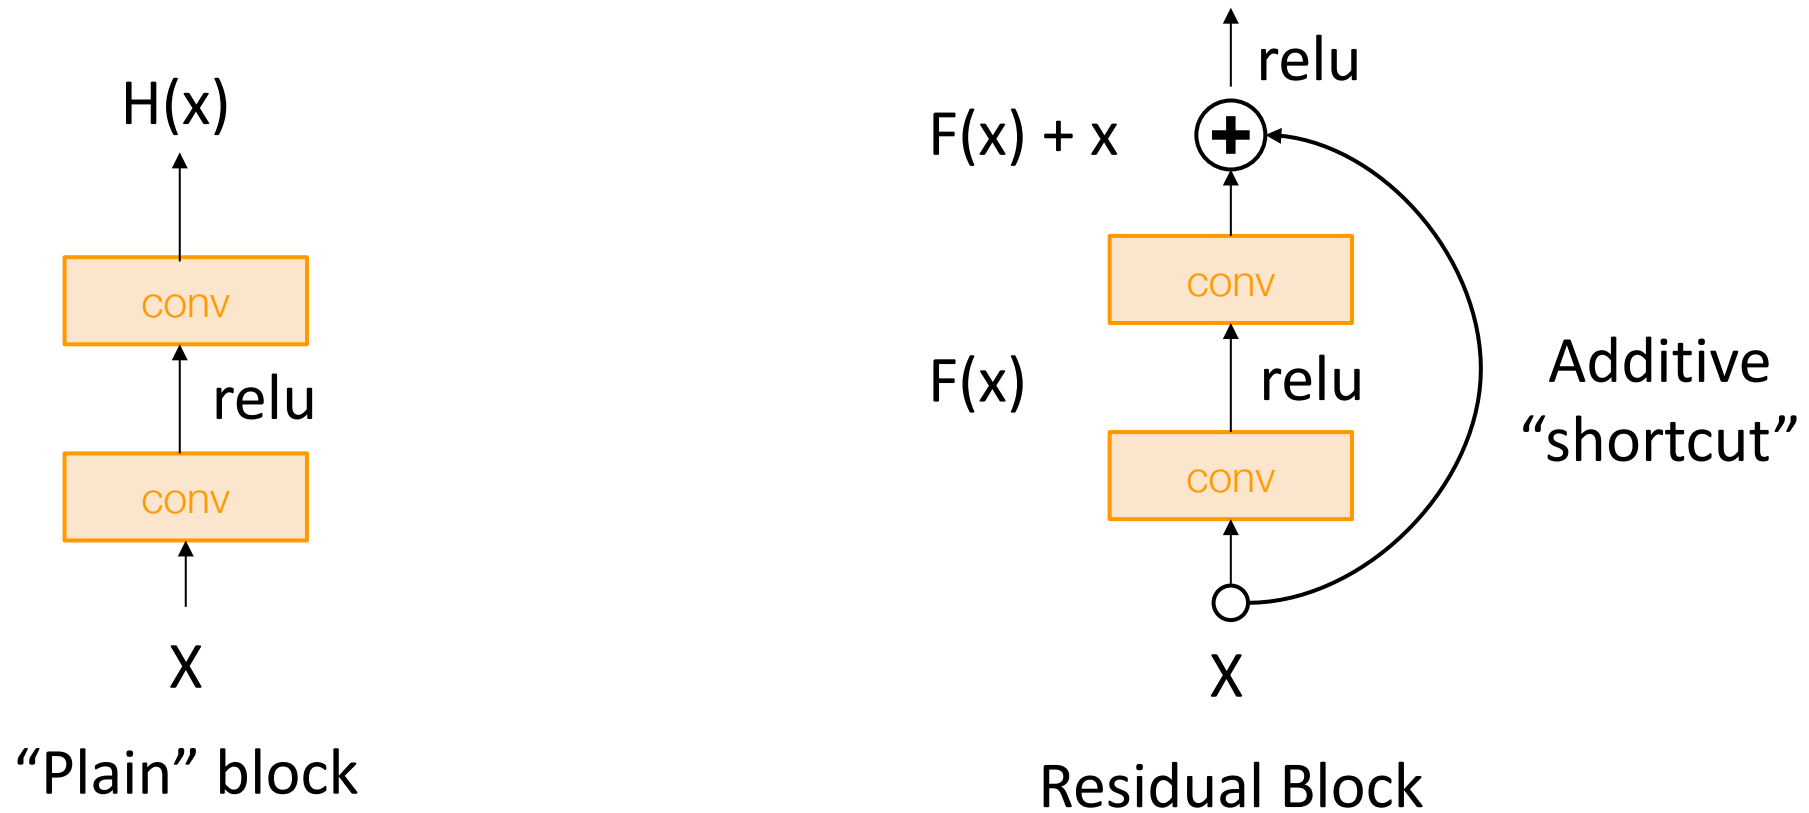 H(x)
conv
relu
conv
X
“Plain” block
relu
F(x) + x
conv
F(x)
relu
conv
X
Additive
“shortcut”
Residual Block